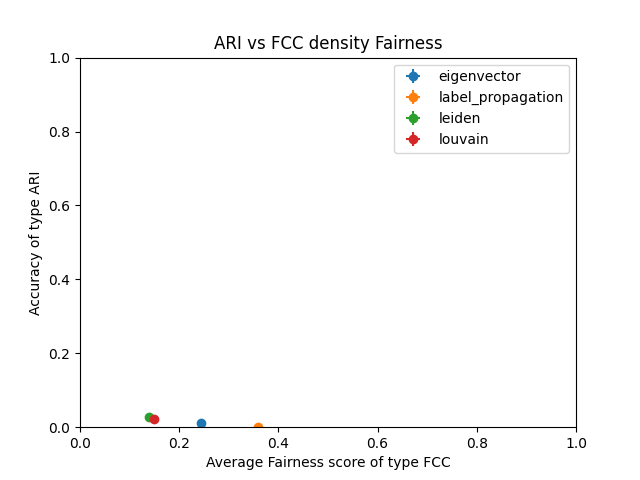 ARI vs FCC density Fairness
1.0
0.8
0.6
0.4
0.2
0.0
Accuracy of type ARI
eigenvector
label_propagation
leiden
louvain
0.0 0.2 0.4 0.6 0.8 1.0
Average Fairness score of type FCC